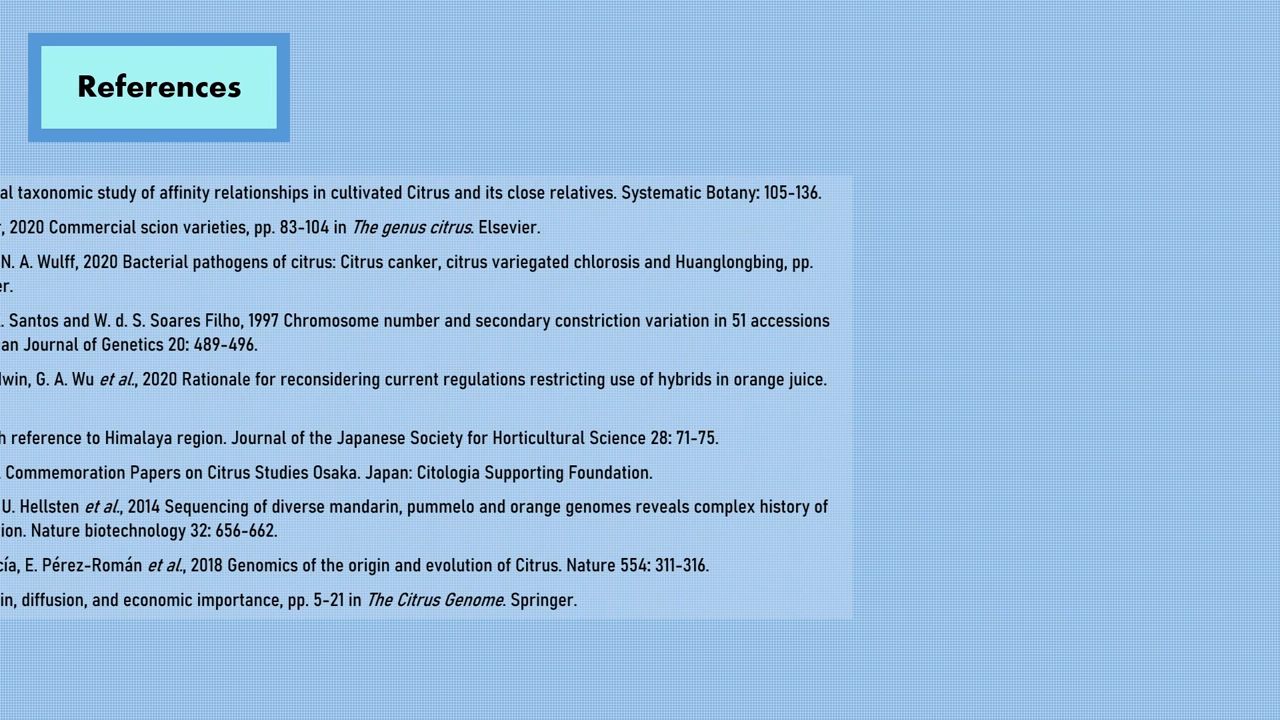 References
al taxonomic study of affinity relationships in cultivated Citrus and its close relatives. Systematic Botany: 105-136.
, 2020 Commercial scion varieties, pp. 83-104 in The genus citrus. Elsevier.
N. A. Wulff, 2020 Bacterial pathogens of citrus: Citrus canker, citrus variegated chlorosis and Huanglongbing, pp.
er.
. Santos and W. d. S. Soares Filho, 1997 Chromosome number and secondary constriction variation in 51 accessions
an Journal of Genetics 20: 489-496.
dwin, G. A. Wu et al., 2020 Rationale for reconsidering current regulations restricting use of hybrids in orange juice.
h reference to Himalaya region. Journal of the Japanese Society for Horticultural Science 28: 71-75.
. Commemoration Papers on Citrus Studies Osaka. Japan: Citologia Supporting Foundation.
U. Hellsten et al., 2014 Sequencing of diverse mandarin, pummelo and orange genomes reveals complex history of
ion. Nature biotechnology 32: 656-662.
cía, E. Pérez-Román et al., 2018 Genomics of the origin and evolution of Citrus. Nature 554: 311-316.
in, diffusion, and economic importance, pp. 5-21 in The Citrus Genome. Springer.